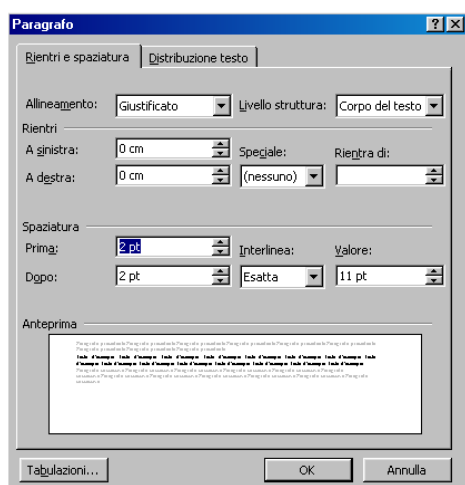 Paragrafo
Rientri e spaziatura Distribuzione testo
Allineamento: Giustificato Livello struttura: Corpo del testo
Rientri
A sinistra: 0 cm Speciale: Rientra di:
A destra: 0 cm (nessuno)
Spaziatura
Prima: 2 pt Interlinea: Valore:
Dopo: 2 pt Esatta 11 pt
Anteprima
Tabulazioni... OK Annulla